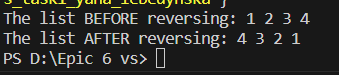 The list BEFORE reversing: 1 2 3 4
The list AFTER reversing: 4 3 2 1
PS D:\Epic 6 vs>